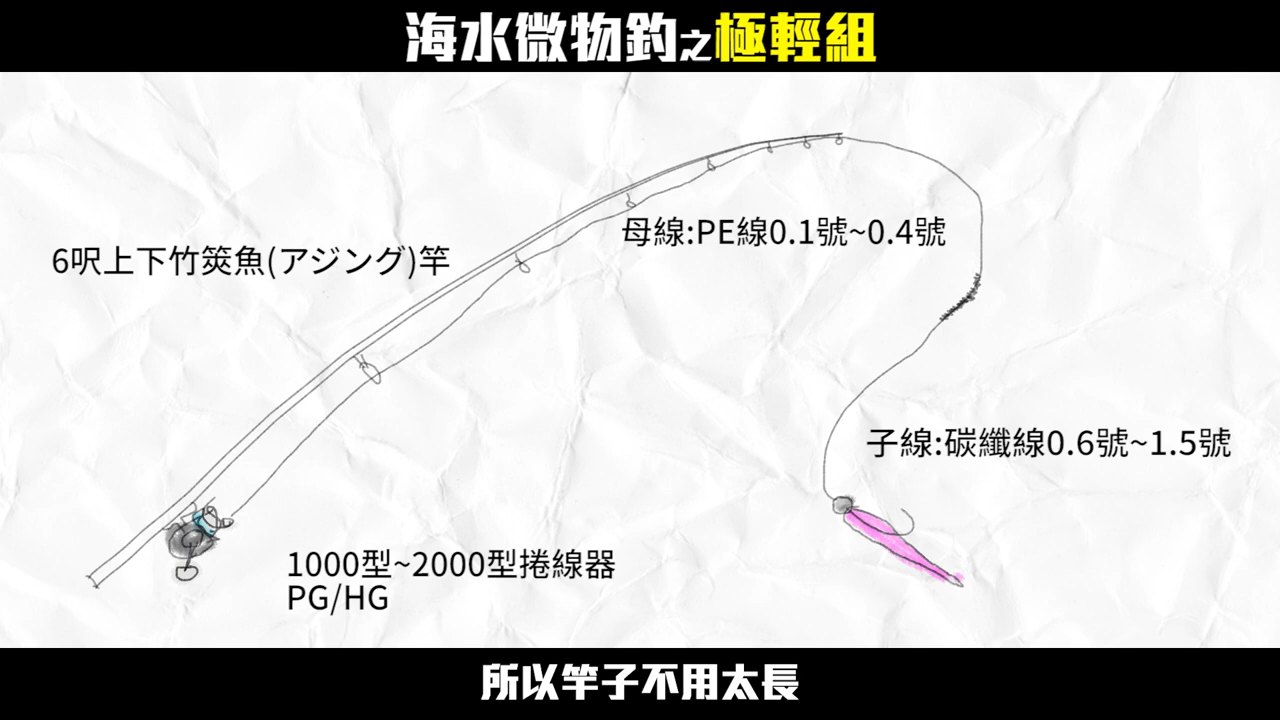 海水微物釣之極輕組
6呎上下竹筴魚(アジング)竿
母線:PE線0.1號~0.4號
子線:碳纖線0.6號~1.5號
1000型~2000型捲線器
PG/HG
所以竿子不用太長